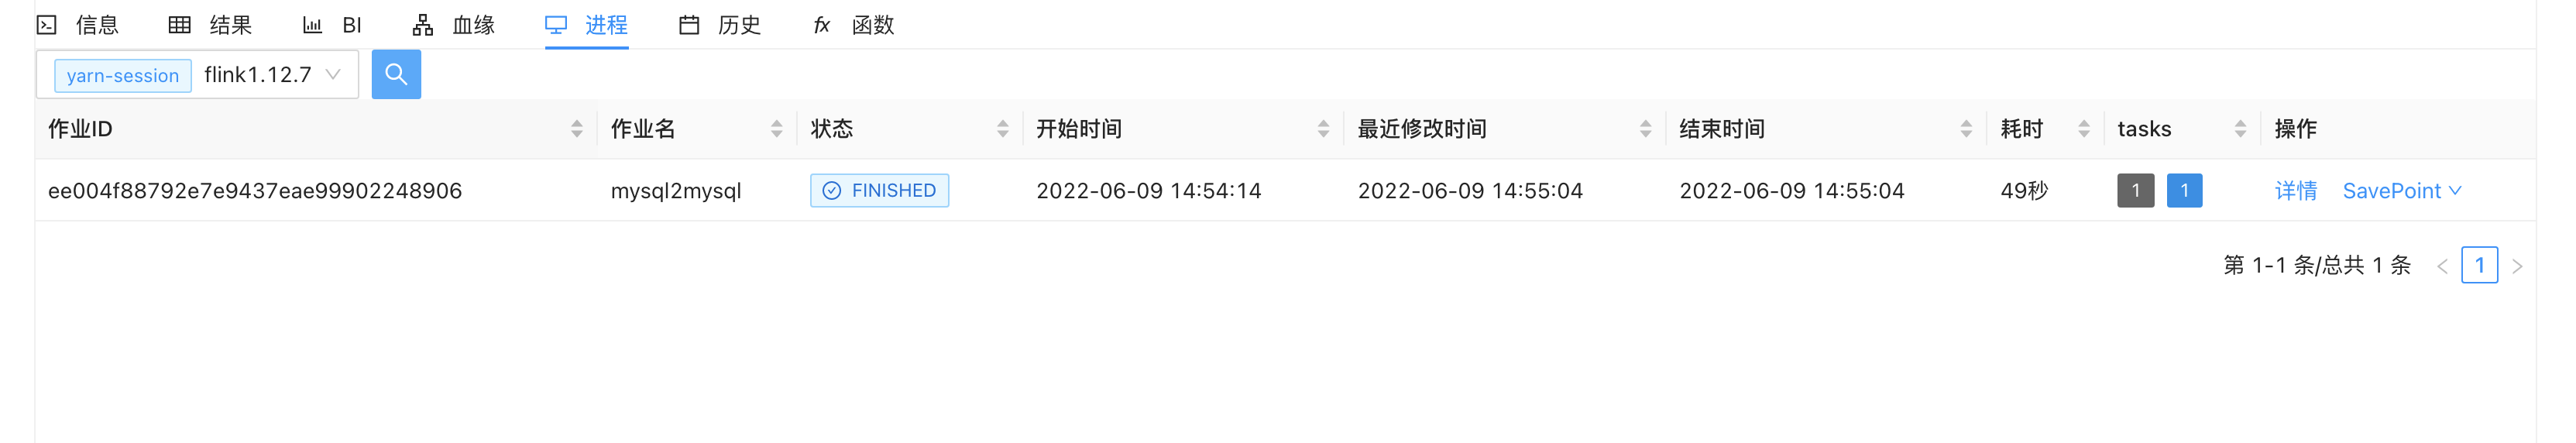 信息 结果 BI 血缘 进程 历史 fx 函数
yarn-session flink1.12.7
作业ID 作业名 状态 开始时间 最近修改时间 结束时间 耗时 tasks 操作
ee004f88792e7e9437eae99902248906 mysql2mysql FINISHED 2022-06-09 14:54:14 2022-06-09 14:55:04 2022-06-09 14:55:04 49秒 1 1 详情 SavePoint
第 1-1 条/总共 1 条 < 1 >